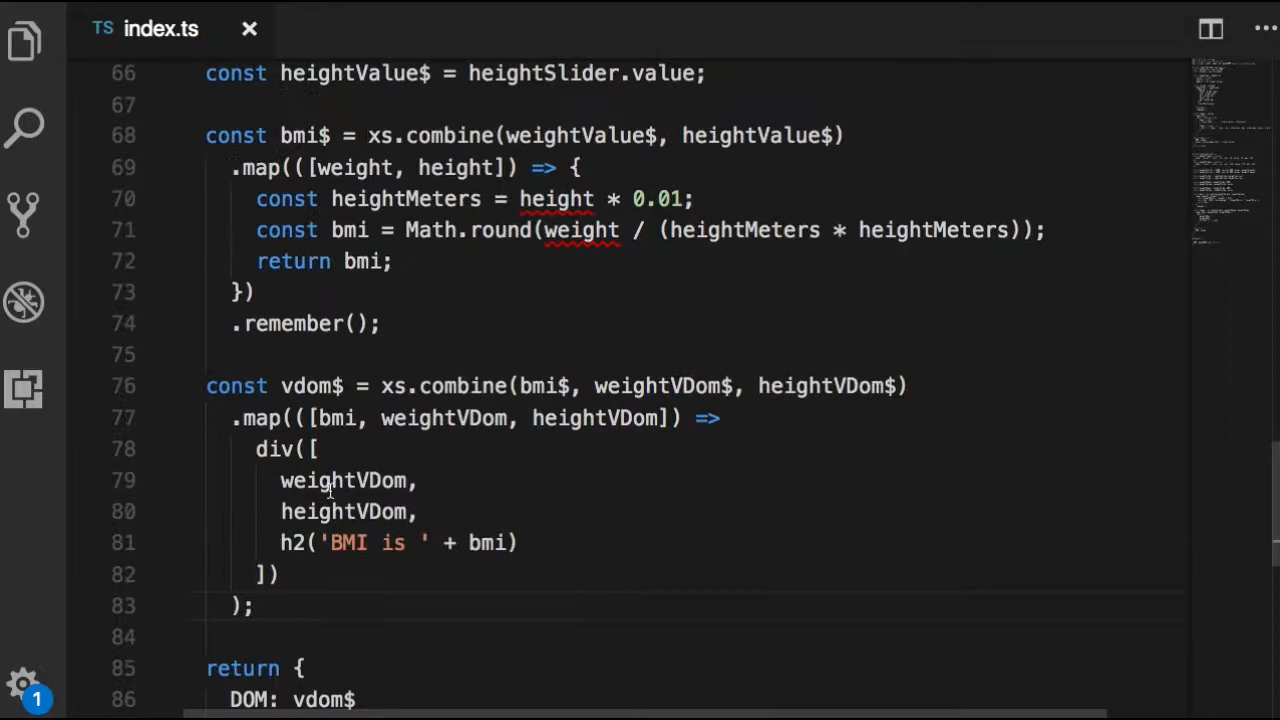 TS index.ts
66 const heightValue$ = heightSlider.value;
67
68 const bmi$ = xs.combine(weightValue$, heightValue$)
69 .map(([weight, height]) => {
70 const heightMeters = height * 0.01;
71 const bmi = Math.round(weight / (heightMeters * heightMeters));
72 return bmi;
73 })
74 .remember();
75
76 const vdom$ = xs.combine(bmi$, weightVDom$, heightVDom$)
77 .map(([bmi, weightVDom, heightVDom]) =>
78 div([
79 weightVDom,
80 heightVDom,
81 h2('BMI is ' + bmi)
82 ])
83 );
84
85 return {
86 DOM: vdom$
1